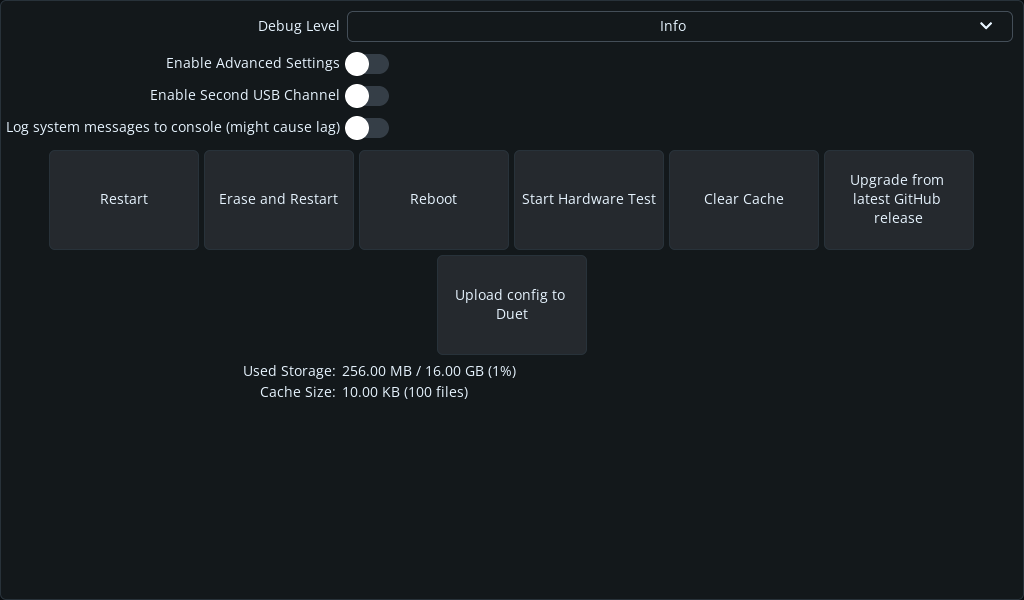 Debug Level Info
Enable Advanced Settings
Enable Second USB Channel
Log system messages to console (might cause lag)
Restart
Erase and Restart
Reboot
Start Hardware Test
Clear Cache
Upgrade from
latest GitHub
release
Upload config to
Duet
Used Storage: 256.00 MB / 16.00 GB (1%)
Cache Size: 10.00 KB (100 files)